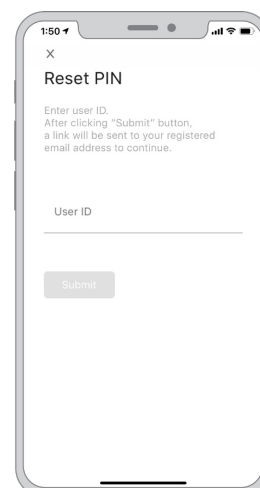 1:50
Reset PIN
Enter user ID.
After clicking "Submit" button,
a link will be sent to your registered
email address to continue.
User ID
Submit